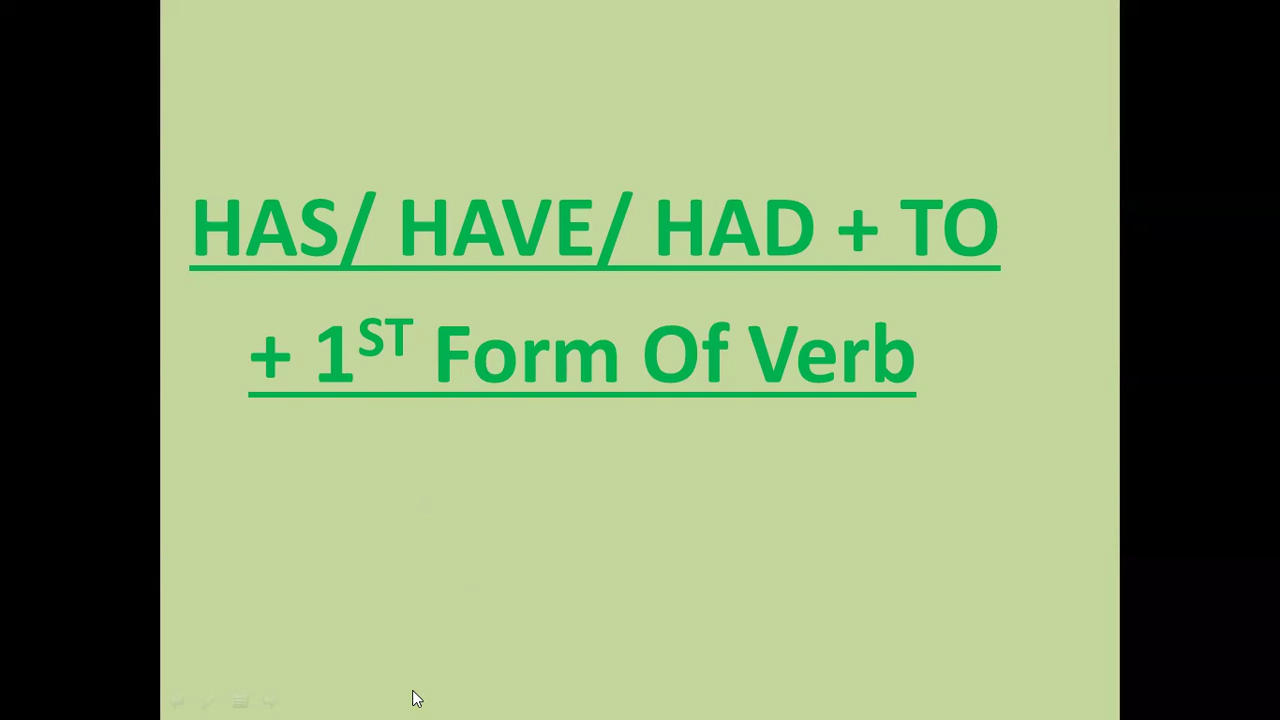 HAS/ HAVE/ HAD + TO
+ 1ST Form Of Verb